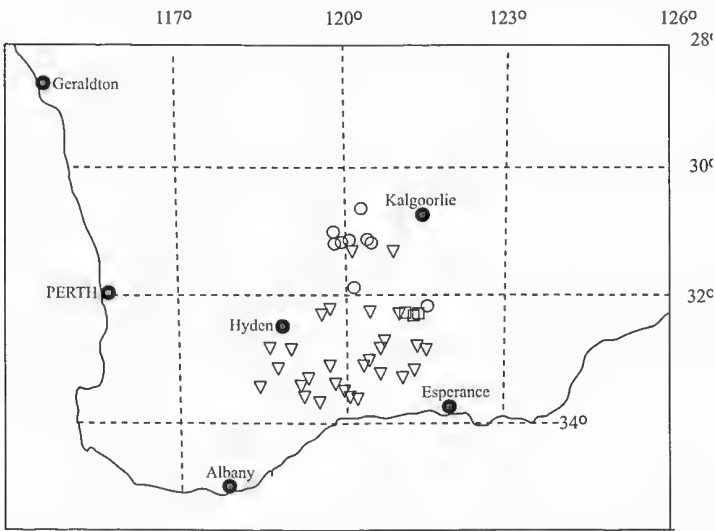 117º 120º 123º 126º
28º
Geraldton
30º
Kalgoorlie
PERTH
32º
Hyden
Esperance
34º
Albany